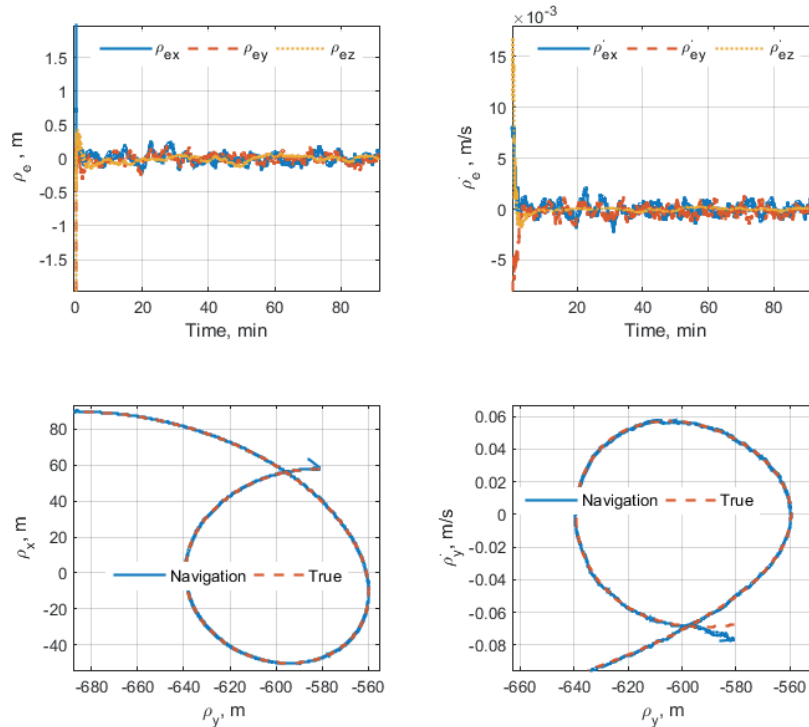 ρex ρey ρez
ρe , m
1.5
1
0.5
0
-0.5
-1
-1.5
0 20 40 60 80
Time, min
× 10⁻³
ρ̇ex ρ̇ey ρ̇ez
ρ̇e , m/s
15
10
5
0
-5
0 20 40 60 80
Time, min
Navigation True
ρx, m
80
60
40
20
0
-20
-40
-680 -660 -640 -620 -600 -580 -560
ρy, m
Navigation True
ρ̇y, m/s
0.06
0.04
0.02
0
-0.02
-0.04
-0.06
-0.08
-660 -640 -620 -600 -580 -560
ρy, m